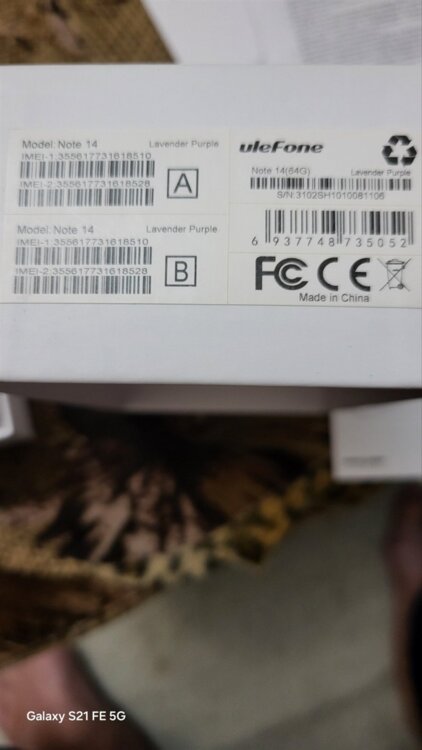 Model: Note 14 Lavender Purple
IMEI-1:355617731618510
IMEI-2:355617731618528
A
Model: Note 14 Lavender Purple
IMEI-1:355617731618510
IMEI-2:355617731618528
B
uleFone
Note 14(64G) Lavender Purple
S/N:3102SH1010081106
6 937748 735052
FC CE
Made in China
Galaxy S21 FE 5G